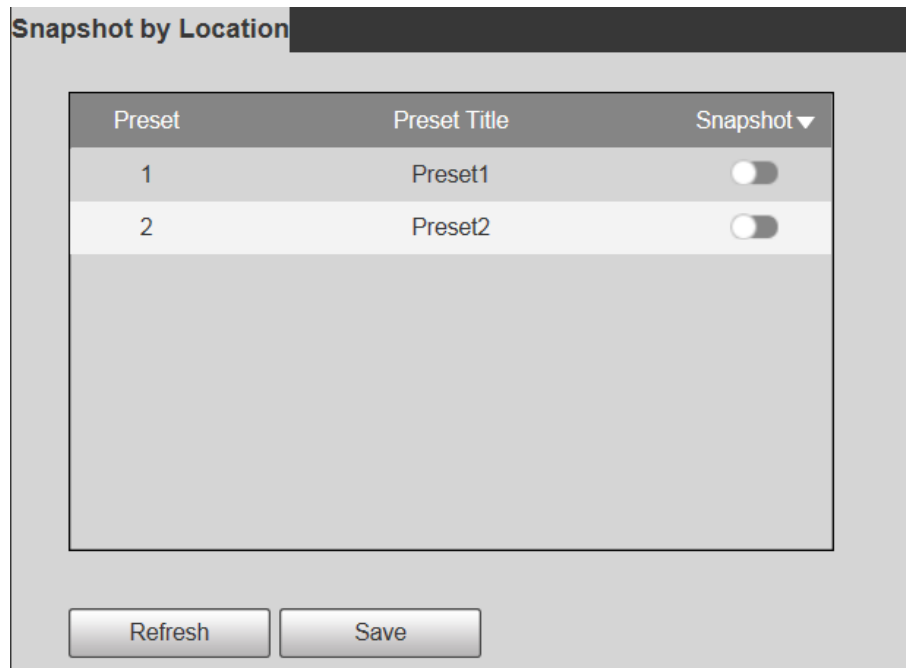 Snapshot by Location
Preset Preset Title Snapshot
1 Preset1
2 Preset2
Refresh Save